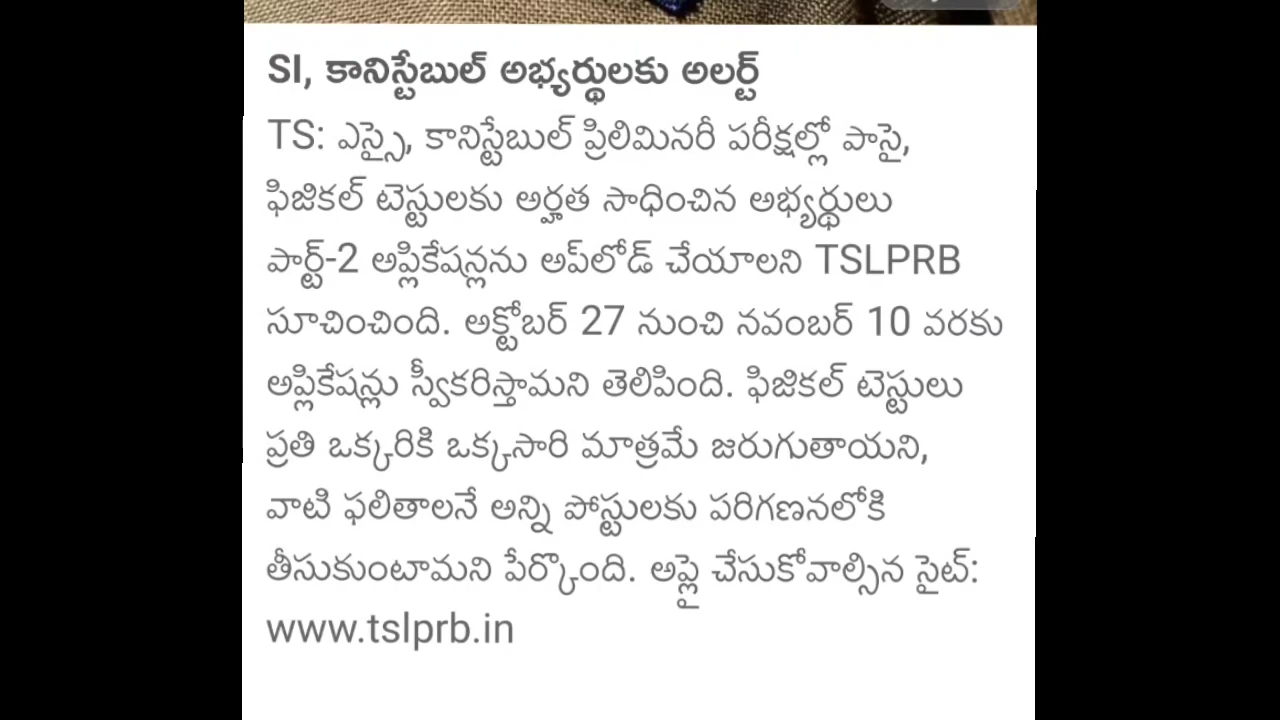 SI, కానిస్టేబుల్ అభ్యర్థులకు అలర్ట్
TS: ఎస్సై, కానిస్టేబుల్ ప్రిలిమినరీ పరీక్షల్లో పాసై,
ఫిజికల్ టెస్టులకు అర్హత సాధించిన అభ్యర్థులు
పార్ట్-2 అప్లికేషన్లను అప్‌లోడ్ చేయాలని TSLPRB
సూచించింది. అక్టోబర్ 27 నుంచి నవంబర్ 10 వరకు
అప్లికేషన్లు స్వీకరిస్తామని తెలిపింది. ఫిజికల్ టెస్టులు
ప్రతి ఒక్కరికి ఒక్కసారి మాత్రమే జరుగుతాయని,
వాటి ఫలితాలనే అన్ని పోస్టులకు పరిగణనలోకి
తీసుకుంటామని పేర్కొంది. అప్లై చేసుకోవాల్సిన సైట్:
www.tslprb.in